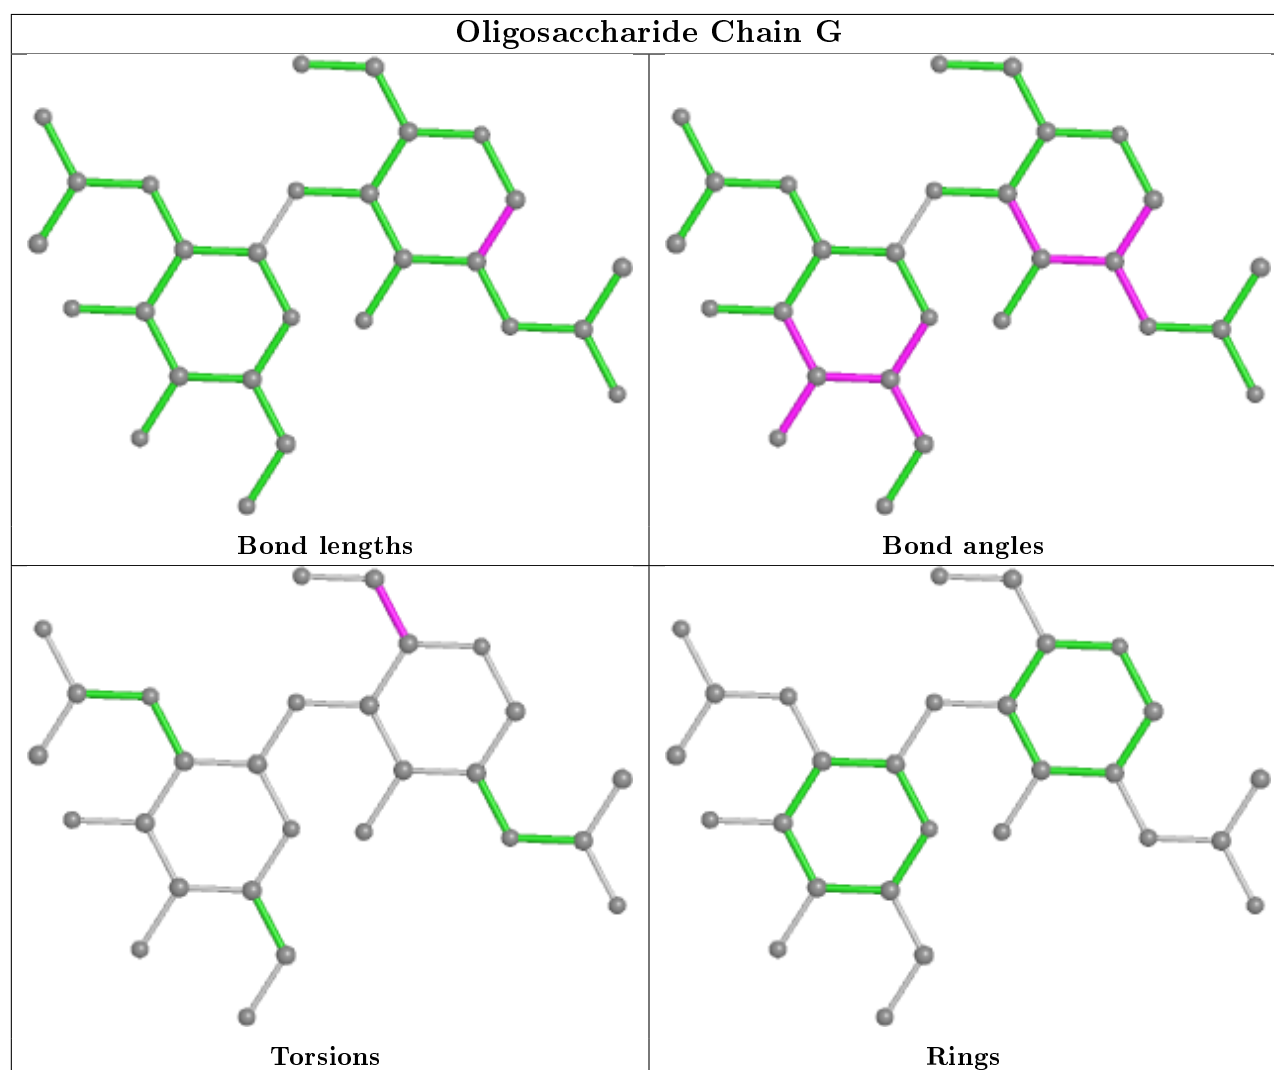 Oligosaccharide Chain G
Bond lengths
Bond angles
Torsions
Rings